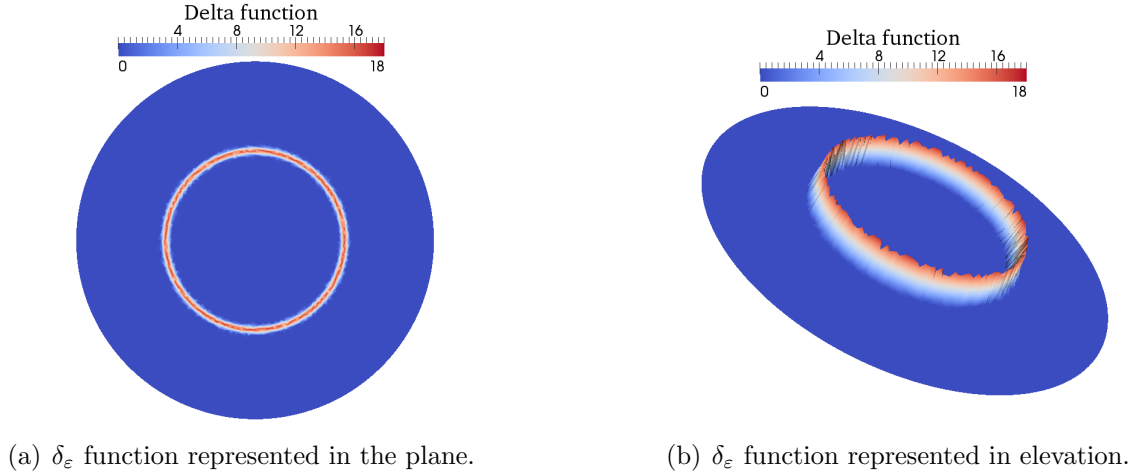 Delta function
4 8 12 16
0 18
Delta function
4 8 12 16
0 18
(a) δε function represented in the plane.
(b) δε function represented in elevation.